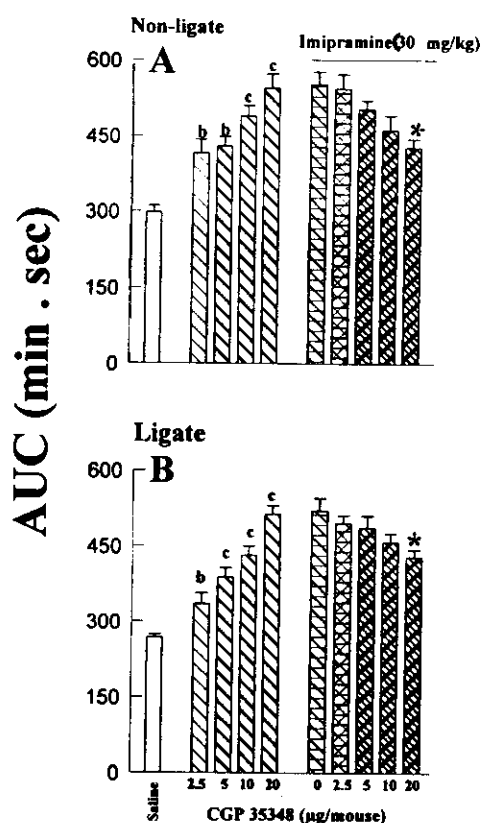 Non-ligate
Imipramine(30 mg/kg)
A
600
450
300
150
0
b b c c
*
AUC (min . sec)
Ligate
B
600
450
300
150
0
b c c c
*
Saline 2.5 5 10 20 0 2.5 5 10 20
CGP 35348 (µg/mouse)